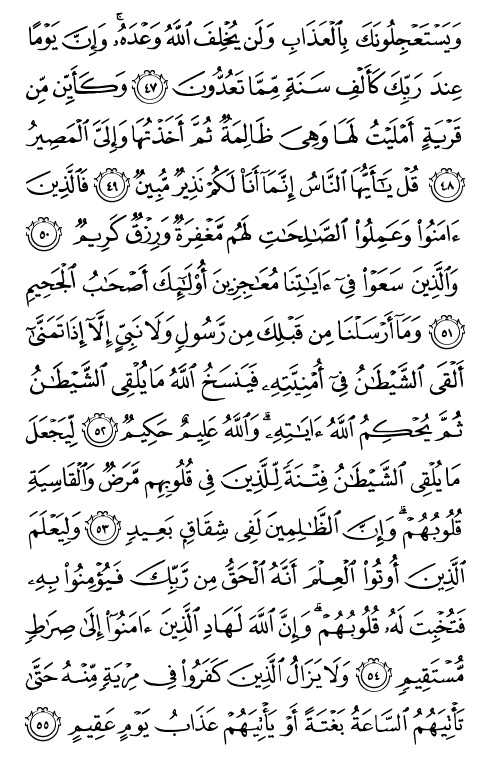 وَيَسۡتَعۡجِلُونَكَ بِٱلۡعَذَابِ وَلَن يُخۡلِفَ ٱللَّهُ وَعۡدَهُۥۚ وَإِنَّ يَوۡمًا
عِندَ رَبِّكَ كَأَلۡفِ سَنَةٖ مِّمَّا تَعُدُّونَ ٤٧ وَكَأَيِّن مِّن
قَرۡيَةٍ أَمۡلَيۡتُ لَهَا وَهِيَ ظَالِمَةٞ ثُمَّ أَخَذۡتُهَا وَإِلَيَّ ٱلۡمَصِيرُ
٤٨ قُلۡ يَٰٓأَيُّهَا ٱلنَّاسُ إِنَّمَآ أَنَا۠ لَكُمۡ نَذِيرٞ مُّبِينٞ ٤٩ فَٱلَّذِينَ
ءَامَنُواْ وَعَمِلُواْ ٱلصَّٰلِحَٰتِ لَهُم مَّغۡفِرَةٞ وَرِزۡقٞ كَرِيمٞ ٥٠
وَٱلَّذِينَ سَعَوۡاْ فِيٓ ءَايَٰتِنَا مُعَٰجِزِينَ أُوْلَٰٓئِكَ أَصۡحَٰبُ ٱلۡجَحِيمِ
٥١ وَمَآ أَرۡسَلۡنَا مِن قَبۡلِكَ مِن رَّسُولٖ وَلَا نَبِيٍّ إِلَّآ إِذَا تَمَنَّىٰٓ
أَلۡقَى ٱلشَّيۡطَٰنُ فِيٓ أُمۡنِيَّتِهِۦ فَيَنسَخُ ٱللَّهُ مَا يُلۡقِي ٱلشَّيۡطَٰنُ
ثُمَّ يُحۡكِمُ ٱللَّهُ ءَايَٰتِهِۦۗ وَٱللَّهُ عَلِيمٌ حَكِيمٞ ٥٢ لِّيَجۡعَلَ
مَا يُلۡقِي ٱلشَّيۡطَٰنُ فِتۡنَةٗ لِّلَّذِينَ فِي قُلُوبِهِم مَّرَضٞ وَٱلۡقَاسِيَةِ
قُلُوبُهُمۡۗ وَإِنَّ ٱلظَّٰلِمِينَ لَفِي شِقَاقِۭ بَعِيدٖ ٥٣ وَلِيَعۡلَمَ
ٱلَّذِينَ أُوتُواْ ٱلۡعِلۡمَ أَنَّهُ ٱلۡحَقُّ مِن رَّبِّكَ فَيُؤۡمِنُواْ بِهِۦ
فَتُخۡبِتَ لَهُۥ قُلُوبُهُمۡۗ وَإِنَّ ٱللَّهَ لَهَادِ ٱلَّذِينَ ءَامَنُوٓاْ إِلَىٰ صِرَٰطٖ
مُّسۡتَقِيمٖ ٥٤ وَلَا يَزَالُ ٱلَّذِينَ كَفَرُواْ فِي مِرۡيَةٖ مِّنۡهُ حَتَّىٰ
تَأۡتِيَهُمُ ٱلسَّاعَةُ بَغۡتَةً أَوۡ يَأۡتِيَهُمۡ عَذَابُ يَوۡمٍ عَقِيمٍ ٥٥